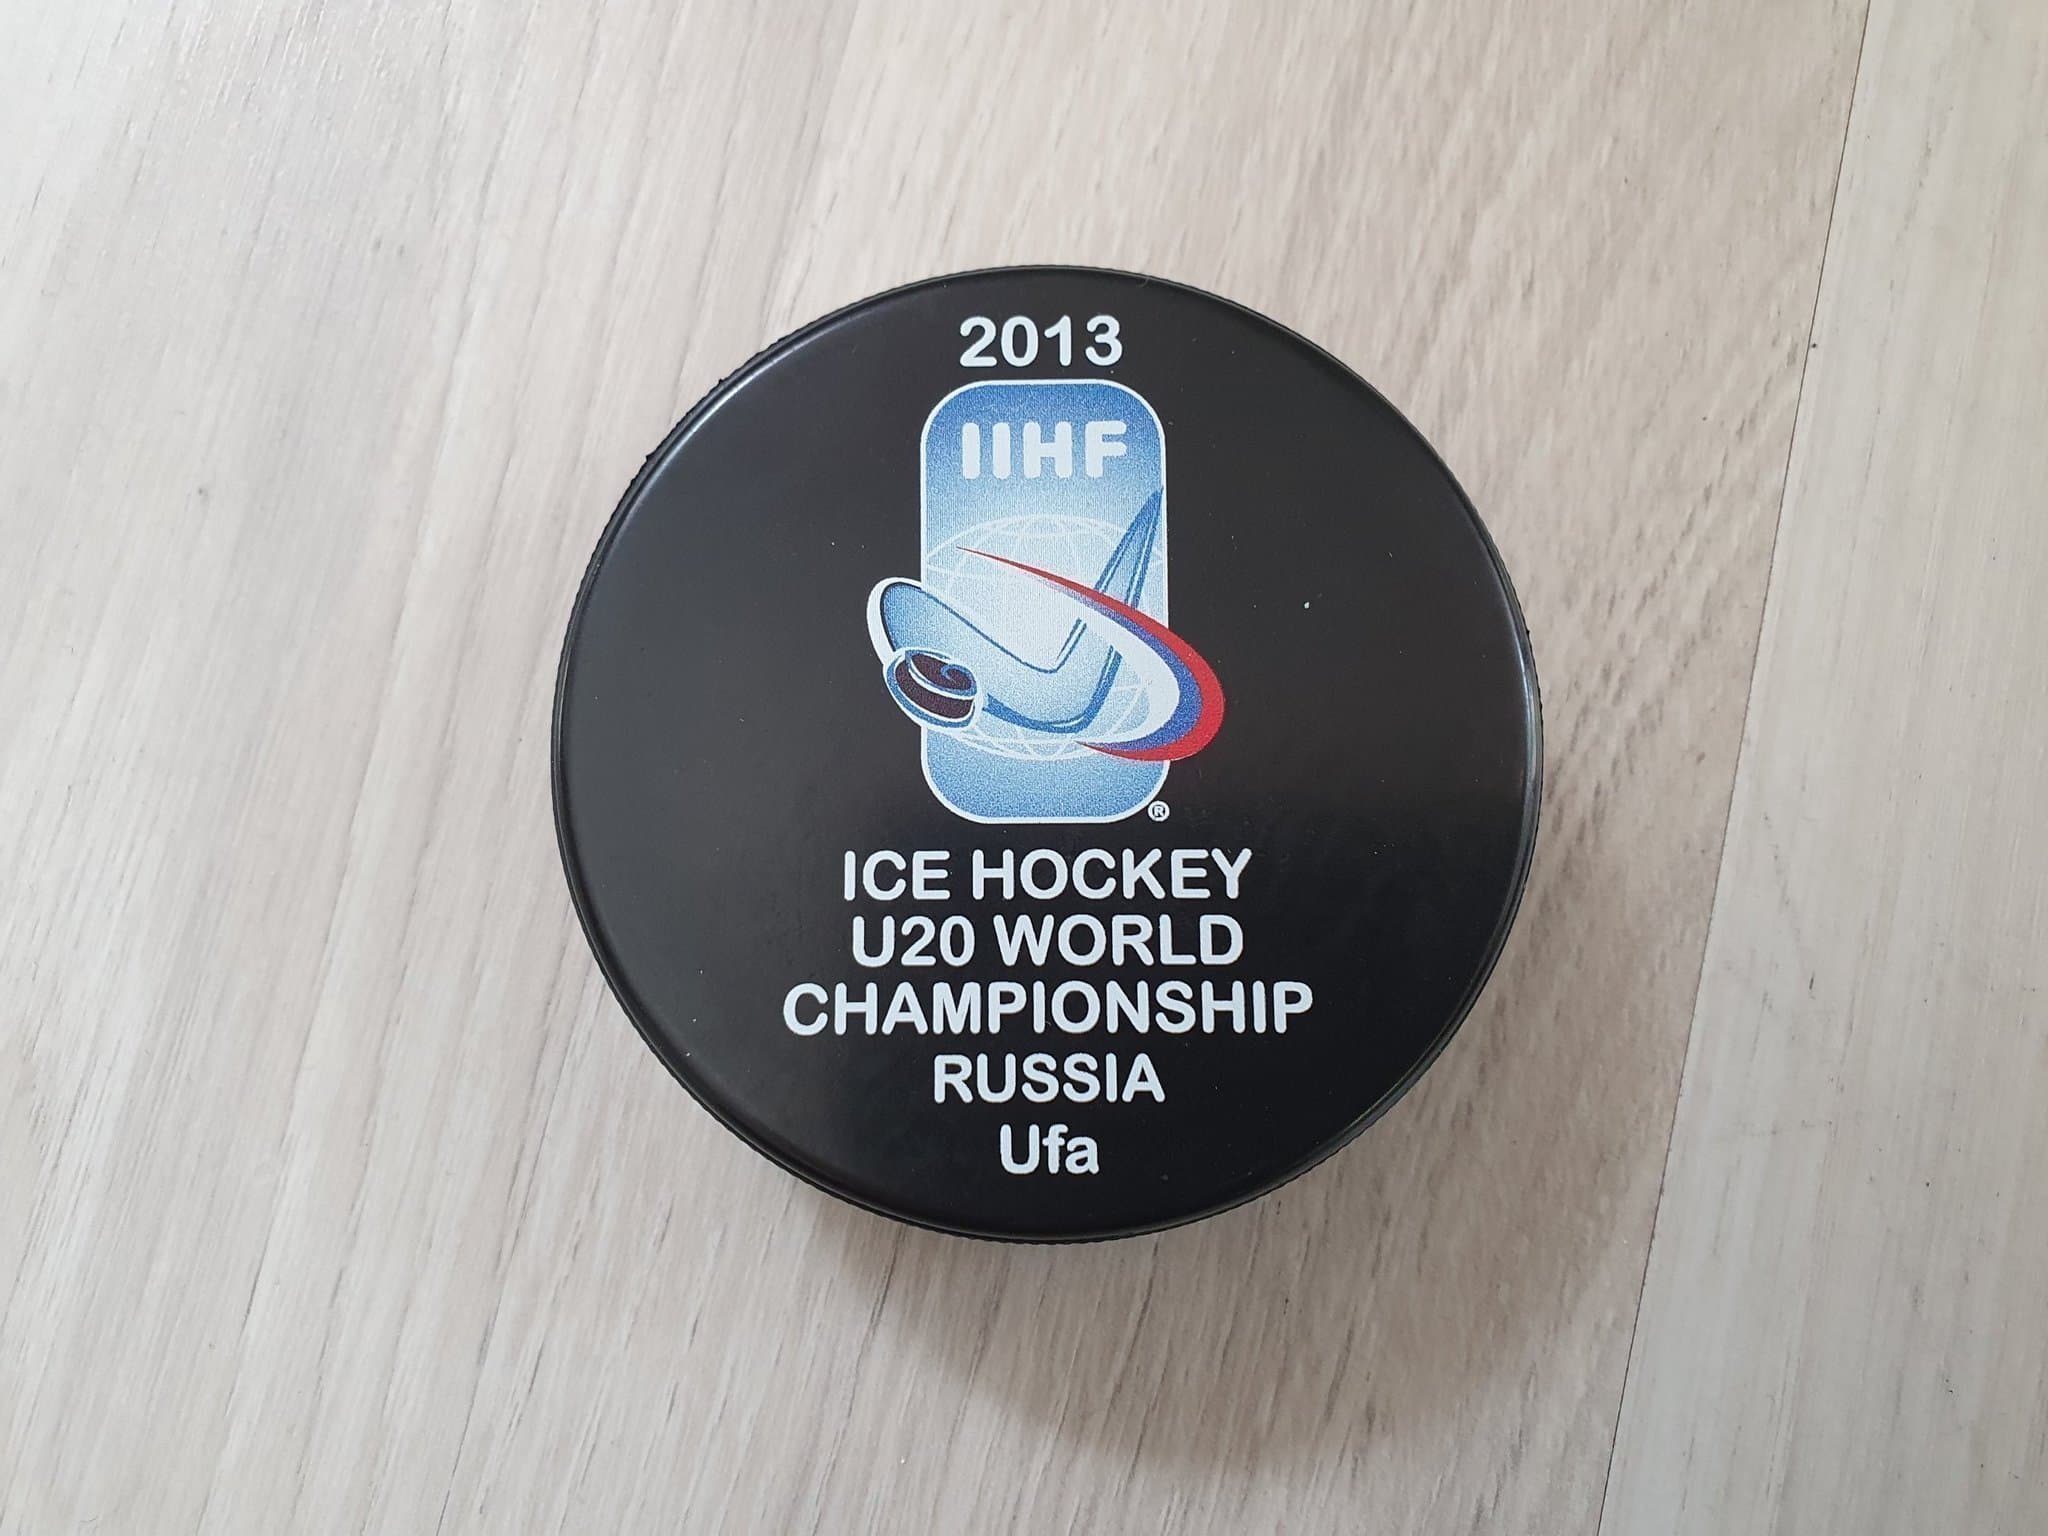 2013
IIHF
®
ICE HOCKEY
U20 WORLD
CHAMPIONSHIP
RUSSIA
Ufa